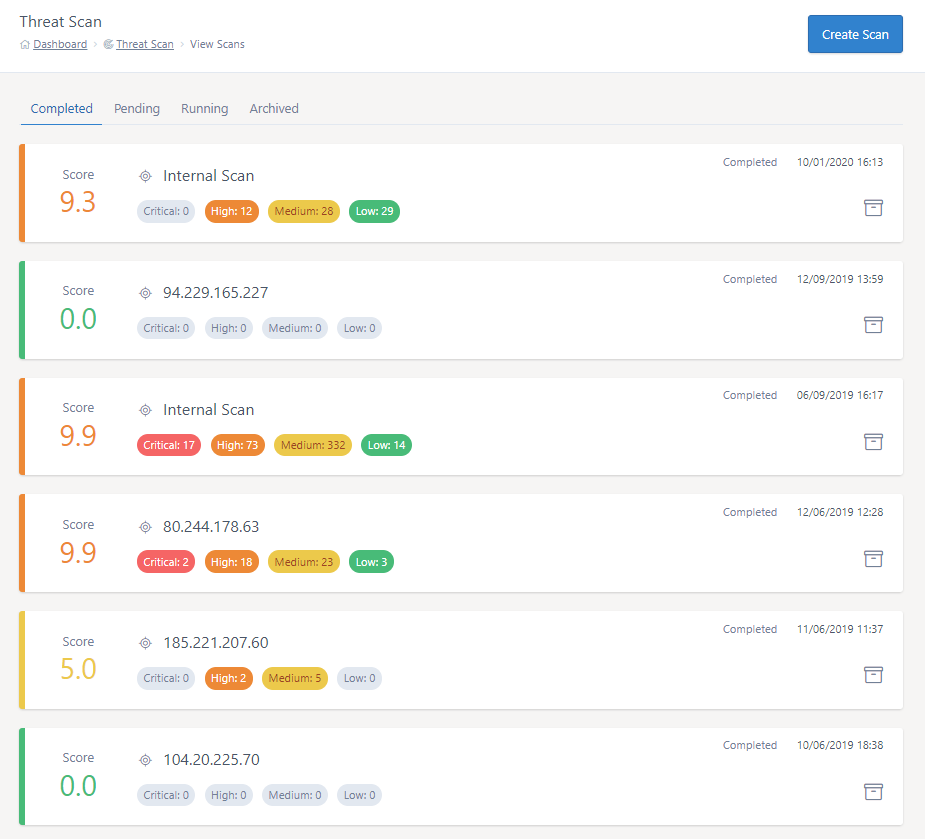 Threat Scan
Dashboard › Threat Scan › View Scans
Create Scan
Completed Pending Running Archived
Score
9.3
Internal Scan
Critical: 0 High: 12 Medium: 28 Low: 29
Completed 10/01/2020 16:13
Score
0.0
94.229.165.227
Critical: 0 High: 0 Medium: 0 Low: 0
Completed 12/09/2019 13:59
Score
9.9
Internal Scan
Critical: 17 High: 73 Medium: 332 Low: 14
Completed 06/09/2019 16:17
Score
9.9
80.244.178.63
Critical: 2 High: 18 Medium: 23 Low: 3
Completed 12/06/2019 12:28
Score
5.0
185.221.207.60
Critical: 0 High: 2 Medium: 5 Low: 0
Completed 11/06/2019 11:37
Score
0.0
104.20.225.70
Critical: 0 High: 0 Medium: 0 Low: 0
Completed 10/06/2019 18:38